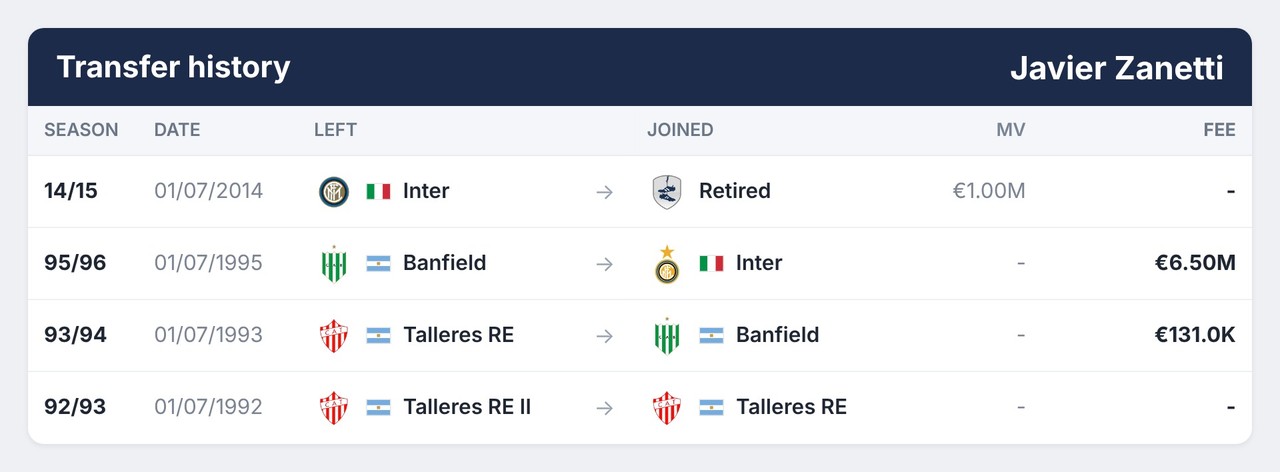 Transfer history Javier Zanetti
SEASON DATE LEFT JOINED MV FEE
14/15 01/07/2014 Inter → Retired €1.00M -
95/96 01/07/1995 Banfield → Inter - €6.50M
93/94 01/07/1993 Talleres RE → Banfield - €131.0K
92/93 01/07/1992 Talleres RE II → Talleres RE - -